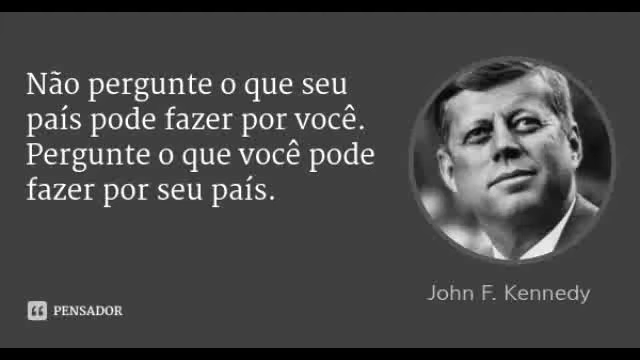 Não pergunte o que seu
país pode fazer por você.
Pergunte o que você pode
fazer por seu país.
John F. Kennedy
PENSADOR